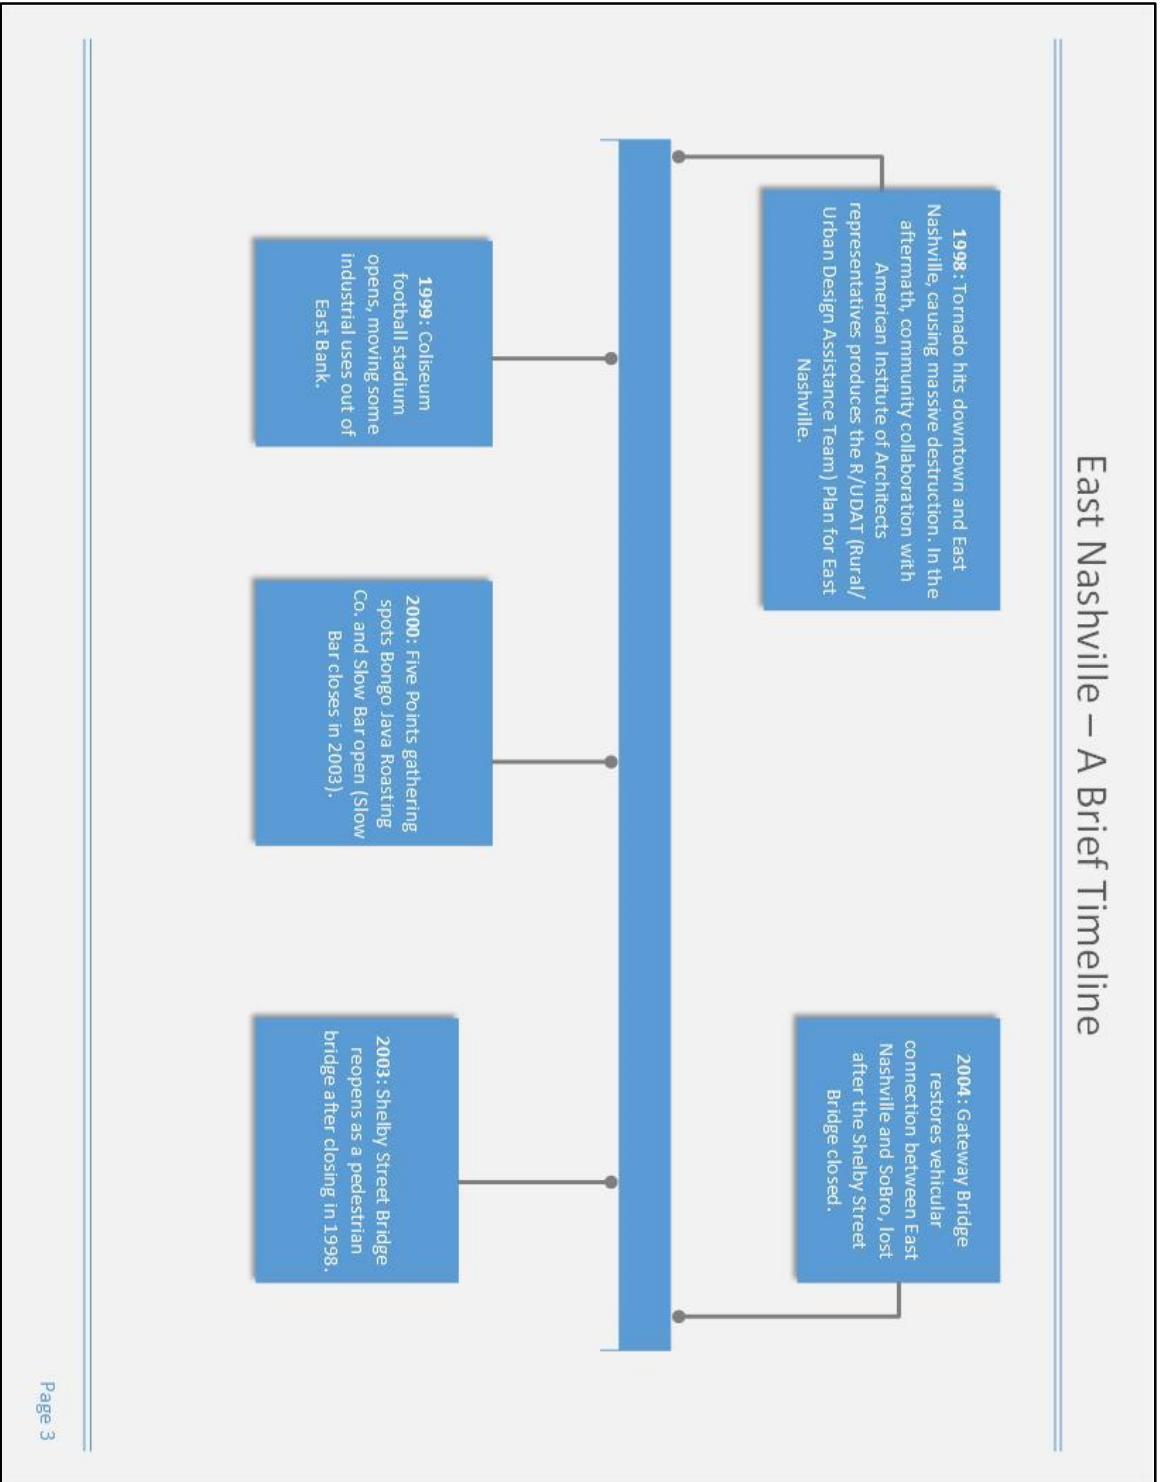 East Nashville – A Brief Timeline
1998: Tornado hits downtown and East
Nashville, causing massive destruction. In the
aftermath, community collaboration with
American Institute of Architects
representatives produces the R/UDAT (Rural/
Urban Design Assistance Team) Plan for East
Nashville.
2004: Gateway Bridge
restores vehicular
connection between East
Nashville and SoBro, lost
after the Shelby Street
Bridge closed.
1999: Coliseum
football stadium
opens, moving some
industrial uses out of
East Bank.
2000: Five Points gathering
spots Bongo Java Roasting
Co. and Slow Bar open (Slow
Bar closes in 2003).
2003: Shelby Street Bridge
reopens as a pedestrian
bridge after closing in 1998.
Page 3